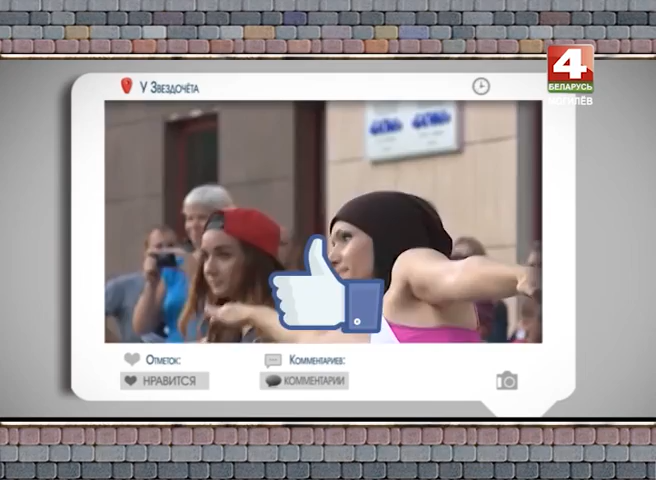 4
БЕЛАРУСЬ
МОГИЛЁВ
У Звездочёта
Отметок:
Комментариев:
НРАВИТСЯ
КОММЕНТАРИИ